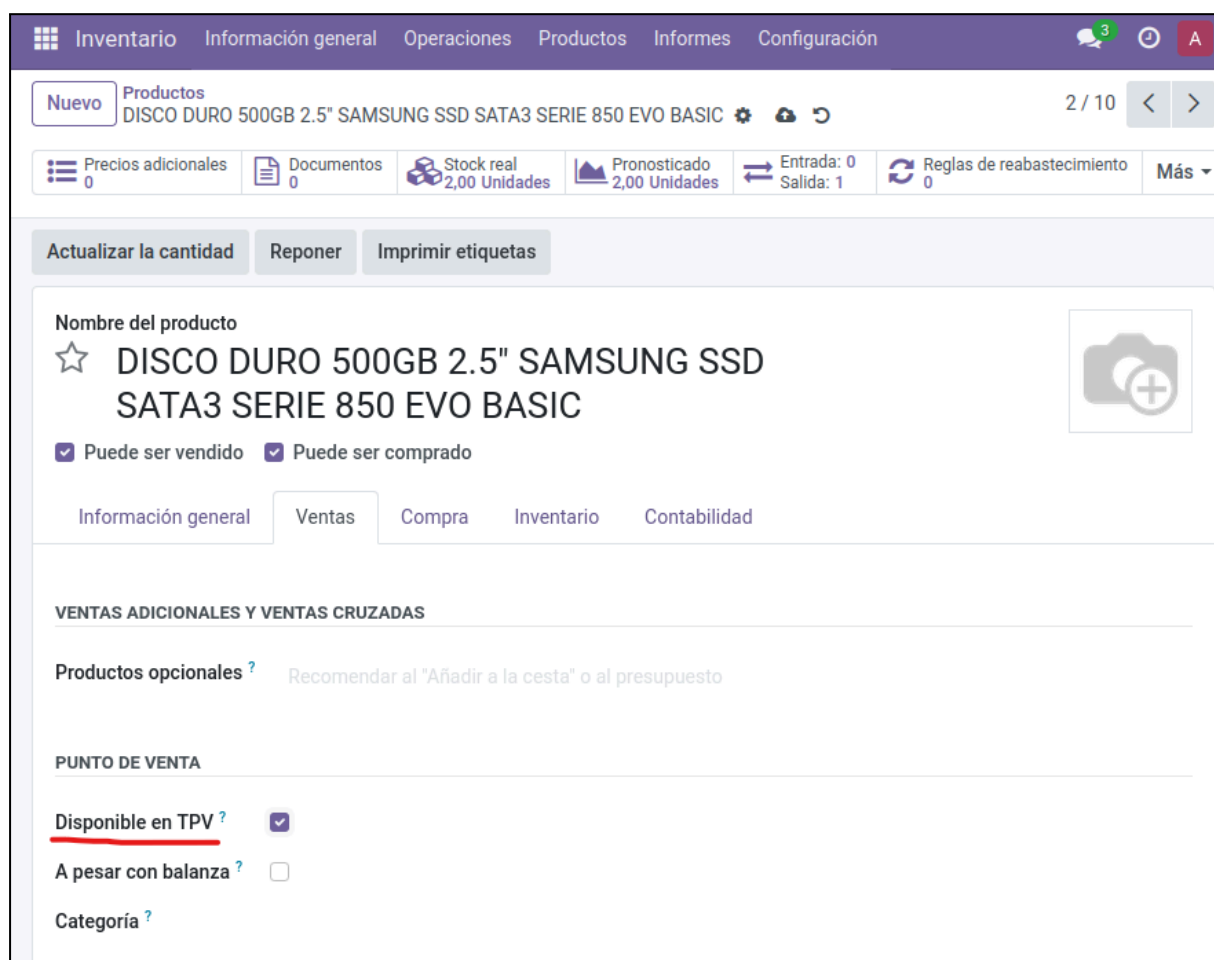 Inventario Información general Operaciones Productos Informes Configuración 3 A
Nuevo Productos 2 / 10
DISCO DURO 500GB 2.5" SAMSUNG SSD SATA3 SERIE 850 EVO BASIC
Precios adicionales Documentos Stock real Pronosticado Entrada: 0 Reglas de reabastecimiento Más
0 0 2,00 Unidades 2,00 Unidades Salida: 1 0
Actualizar la cantidad Reponer Imprimir etiquetas
Nombre del producto
DISCO DURO 500GB 2.5" SAMSUNG SSD
SATA3 SERIE 850 EVO BASIC
Puede ser vendido Puede ser comprado
Información general Ventas Compra Inventario Contabilidad
VENTAS ADICIONALES Y VENTAS CRUZADAS
Productos opcionales ? Recomendar al "Añadir a la cesta" o al presupuesto
PUNTO DE VENTA
Disponible en TPV ?
A pesar con balanza ?
Categoría ?